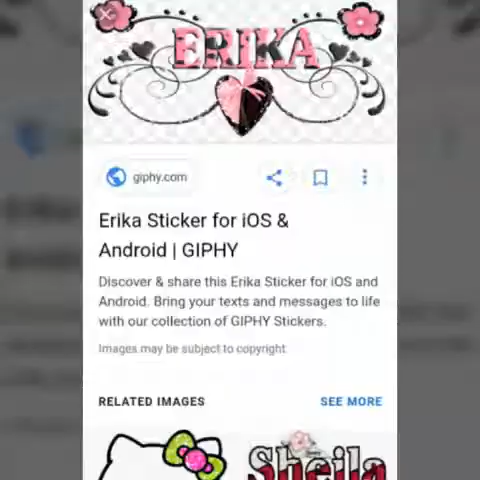 ERIKA
giphy.com
Erika Sticker for iOS &
Android | GIPHY
Discover & share this Erika Sticker for iOS and
Android. Bring your texts and messages to life
with our collection of GIPHY Stickers.
Images may be subject to copyright
RELATED IMAGES
SEE MORE
Sheila